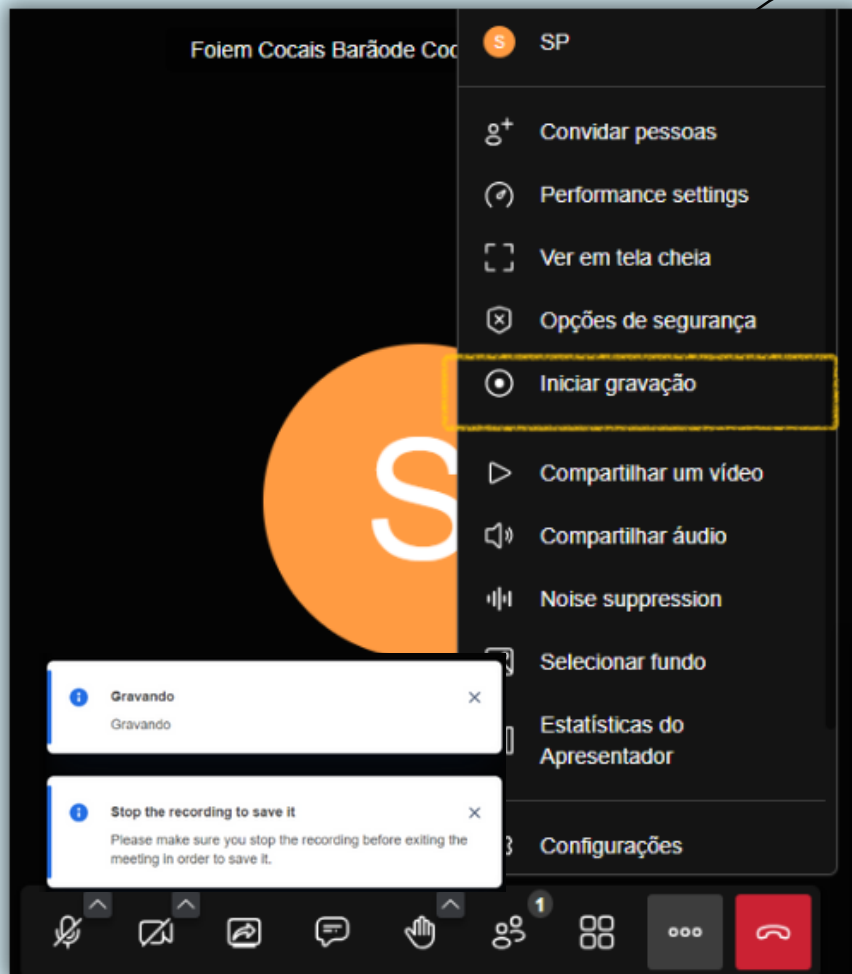 Foiem Cocais Barãode Coc
S
SP
Convidar pessoas
Performance settings
Ver em tela cheia
Opções de segurança
Iniciar gravação
Compartilhar um vídeo
Compartilhar áudio
Noise suppression
Selecionar fundo
Estatísticas do
Apresentador
Configurações
S
Gravando
Gravando
Stop the recording to save it
Please make sure you stop the recording before exiting the
meeting in order to save it.
1